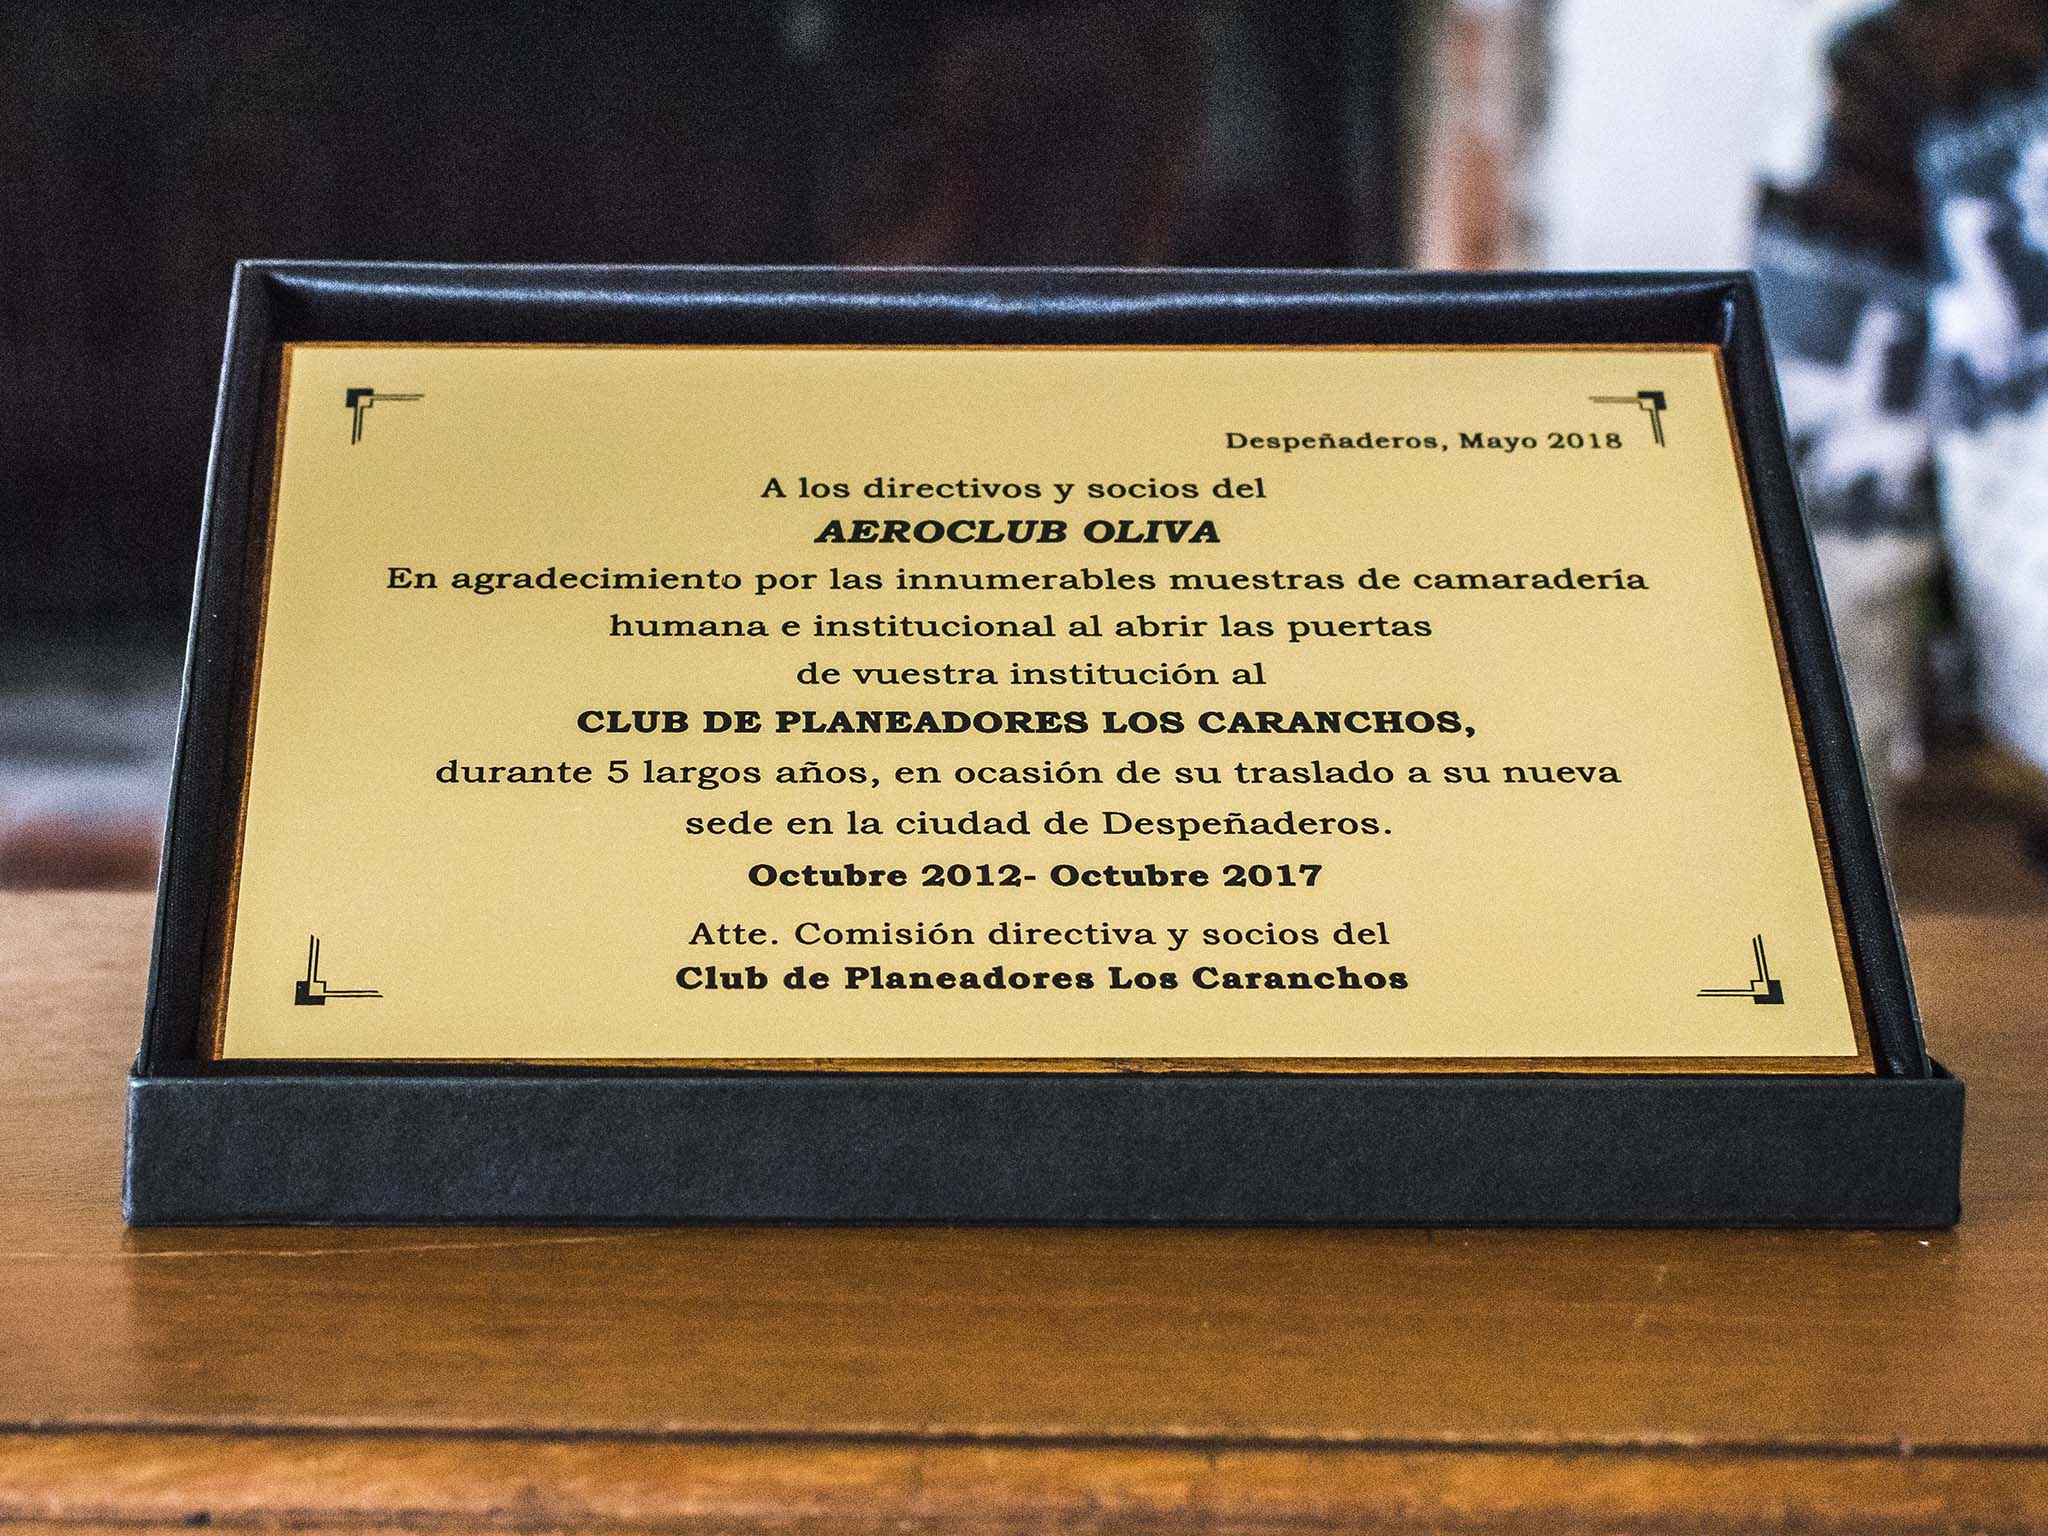 Despeñaderos, Mayo 2018
A los directivos y socios del
AEROCLUB OLIVA
En agradecimiento por las innumerables muestras de camaradería
humana e institucional al abrir las puertas
de vuestra institución al
CLUB DE PLANEADORES LOS CARANCHOS,
durante 5 largos años, en ocasión de su traslado a su nueva
sede en la ciudad de Despeñaderos.
Octubre 2012- Octubre 2017
Atte. Comisión directiva y socios del
Club de Planeadores Los Caranchos